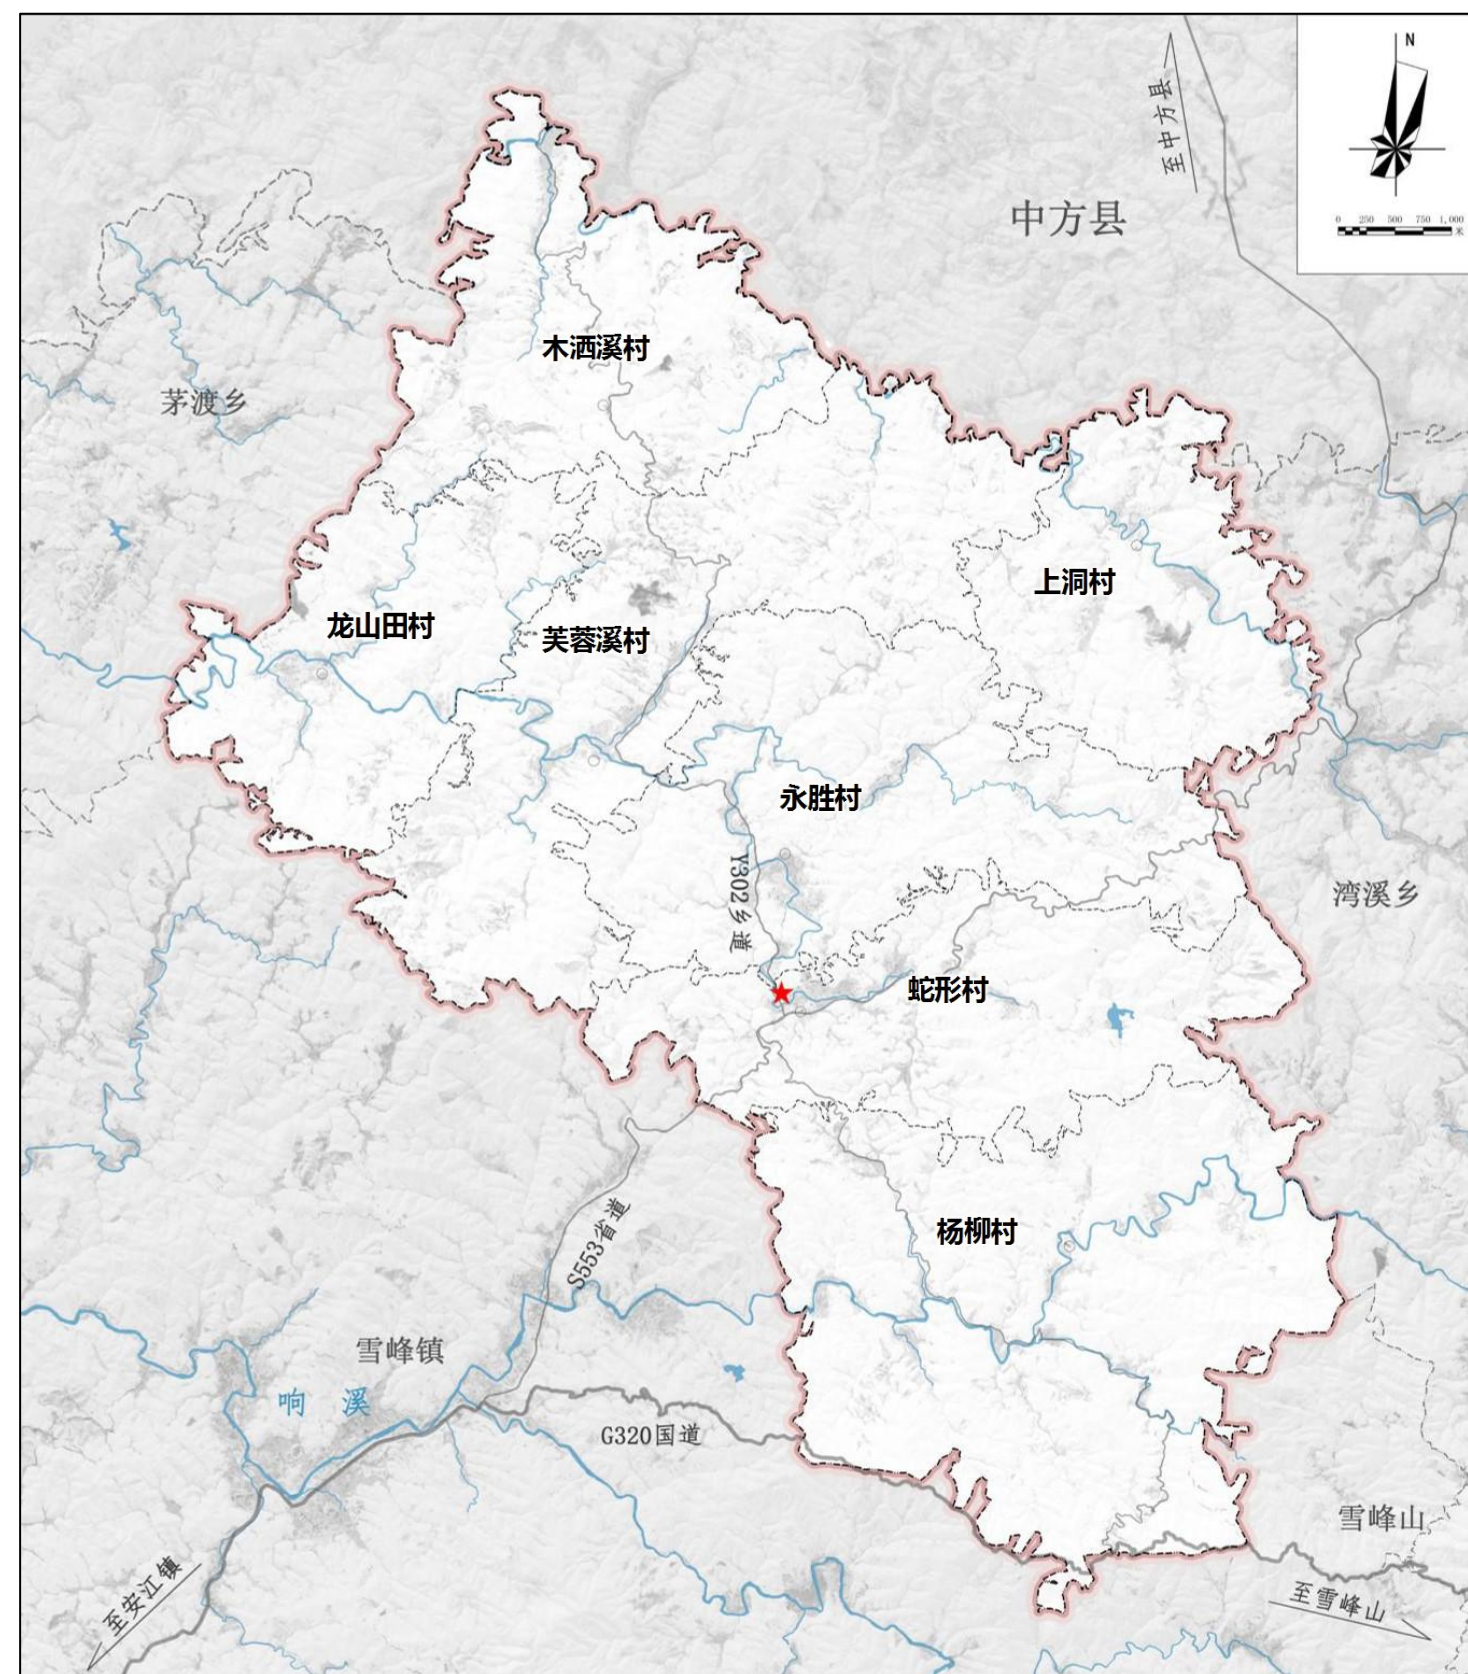 N
至中方县
中方县
0 250 500 750 1,000
米
木洒溪村
茅渡乡
上洞村
龙山田村
芙蓉溪村
永胜村
Y302乡道
湾溪乡
蛇形村
杨柳村
S553省道
雪峰镇
响溪
G320国道
雪峰山
至安江镇
至雪峰山